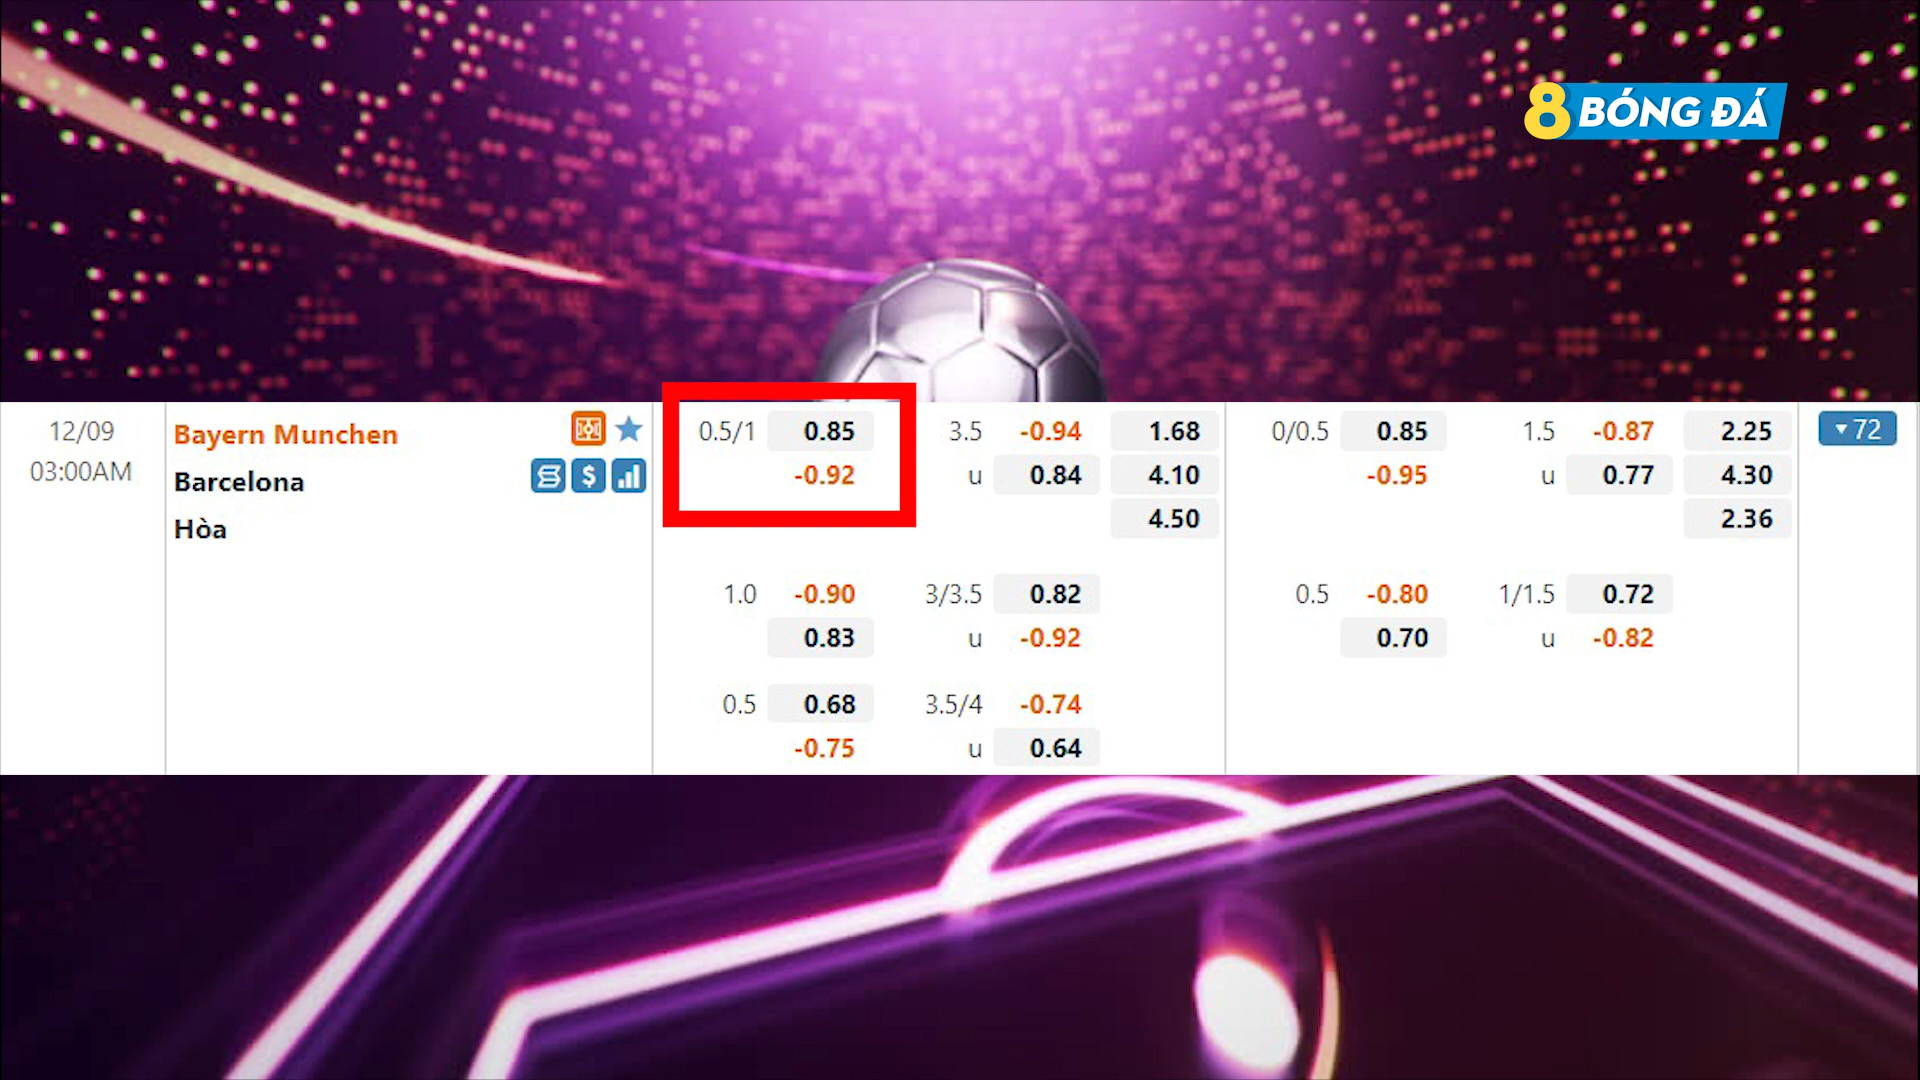 8 BÓNG ĐÁ
12/09
03:00AM
Bayern Munchen
Barcelona
Hòa
0.5/1 0.85 3.5 -0.94 1.68 0/0.5 0.85 1.5 -0.87 2.25 72
-0.92 u 0.84 4.10 -0.95 u 0.77 4.30
4.50 2.36
1.0 -0.90 3/3.5 0.82 0.5 -0.80 1/1.5 0.72
0.83 u -0.92 0.70 u -0.82
0.5 0.68 3.5/4 -0.74
-0.75 u 0.64